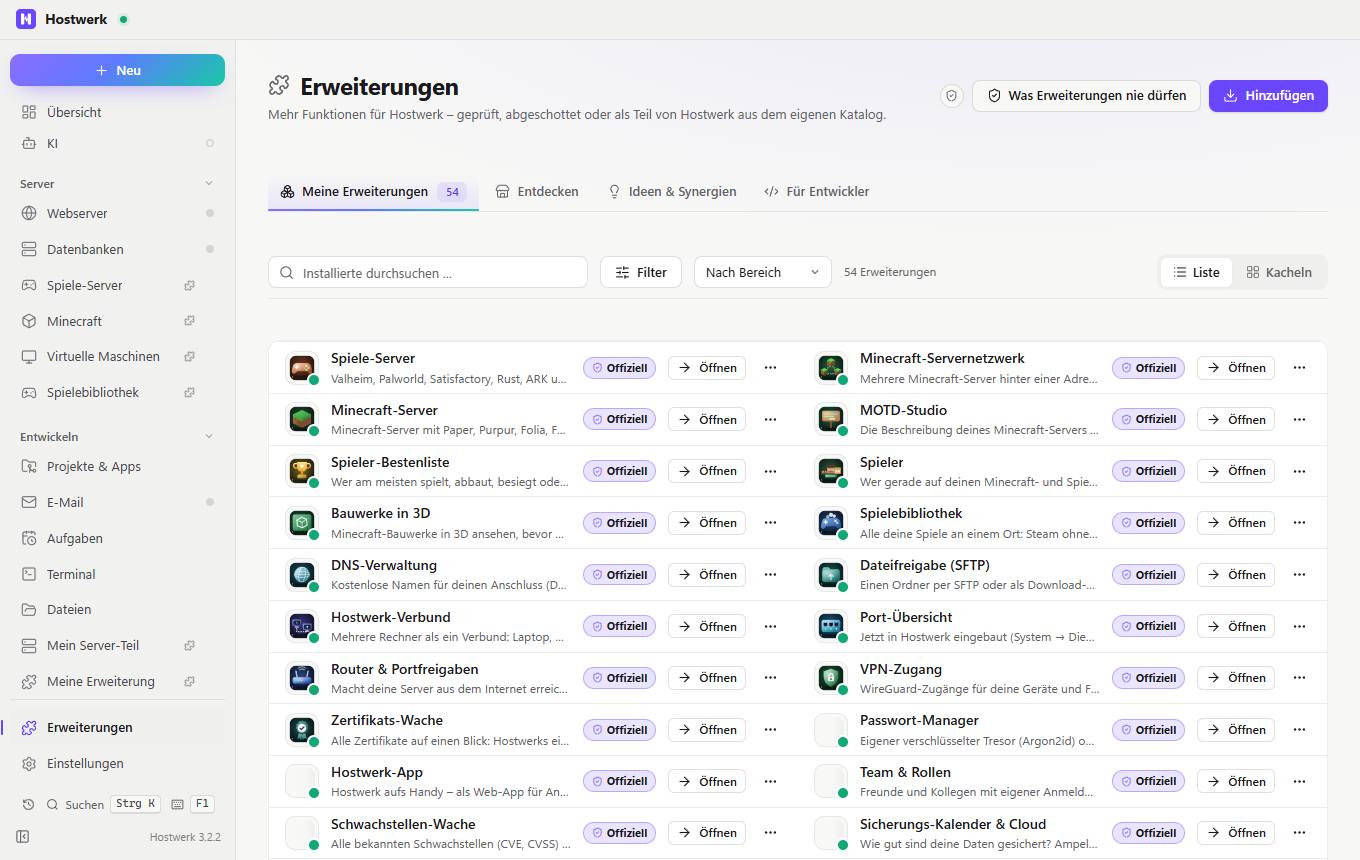 Hostwerk
Neu
Übersicht
KI
Server
Webserver
Datenbanken
Spiele-Server
Minecraft
Virtuelle Maschinen
Spielebibliothek
Entwickeln
Projekte & Apps
E-Mail
Aufgaben
Terminal
Dateien
Mein Server-Teil
Meine Erweiterung
Erweiterungen
Einstellungen
Suchen Strg K F1
Hostwerk 3.2.2
Erweiterungen
Mehr Funktionen für Hostwerk – geprüft, abgeschottet oder als Teil von Hostwerk aus dem eigenen Katalog.
Was Erweiterungen nie dürfen Hinzufügen
Meine Erweiterungen 54 Entdecken Ideen & Synergien Für Entwickler
Installierte durchsuchen ... Filter Nach Bereich 54 Erweiterungen Liste Kacheln
Spiele-Server
Valheim, Palworld, Satisfactory, Rust, ARK u...
Offiziell Öffnen
Minecraft-Servernetzwerk
Mehrere Minecraft-Server hinter einer Adre...
Offiziell Öffnen
Minecraft-Server
Minecraft-Server mit Paper, Purpur, Folia, F...
Offiziell Öffnen
MOTD-Studio
Die Beschreibung deines Minecraft-Servers ...
Offiziell Öffnen
Spieler-Bestenliste
Wer am meisten spielt, abbaut, besiegt ode...
Offiziell Öffnen
Spieler
Wer gerade auf deinen Minecraft- und Spie...
Offiziell Öffnen
Bauwerke in 3D
Minecraft-Bauwerke in 3D ansehen, bevor ...
Offiziell Öffnen
Spielebibliothek
Alle deine Spiele an einem Ort: Steam ohne...
Offiziell Öffnen
DNS-Verwaltung
Kostenlose Namen für deinen Anschluss (D...
Offiziell Öffnen
Dateifreigabe (SFTP)
Einen Ordner per SFTP oder als Download-...
Offiziell Öffnen
Hostwerk-Verbund
Mehrere Rechner als ein Verbund: Laptop, ...
Offiziell Öffnen
Port-Übersicht
Jetzt in Hostwerk eingebaut (System → Die...
Offiziell Öffnen
Router & Portfreigaben
Macht deine Server aus dem Internet erreic...
Offiziell Öffnen
VPN-Zugang
WireGuard-Zugänge für deine Geräte und F...
Offiziell Öffnen
Zertifikats-Wache
Alle Zertifikate auf einen Blick: Hostwerks ei...
Offiziell Öffnen
Passwort-Manager
Eigener verschlüsselter Tresor (Argon2id) o...
Offiziell Öffnen
Hostwerk-App
Hostwerk aufs Handy – als Web-App für An...
Offiziell Öffnen
Team & Rollen
Freunde und Kollegen mit eigener Anmeld...
Offiziell Öffnen
Schwachstellen-Wache
Alle bekannten Schwachstellen (CVE, CVSS) ...
Offiziell Öffnen
Sicherungs-Kalender & Cloud
Wie gut sind deine Daten gesichert? Ampel...
Offiziell Öffnen